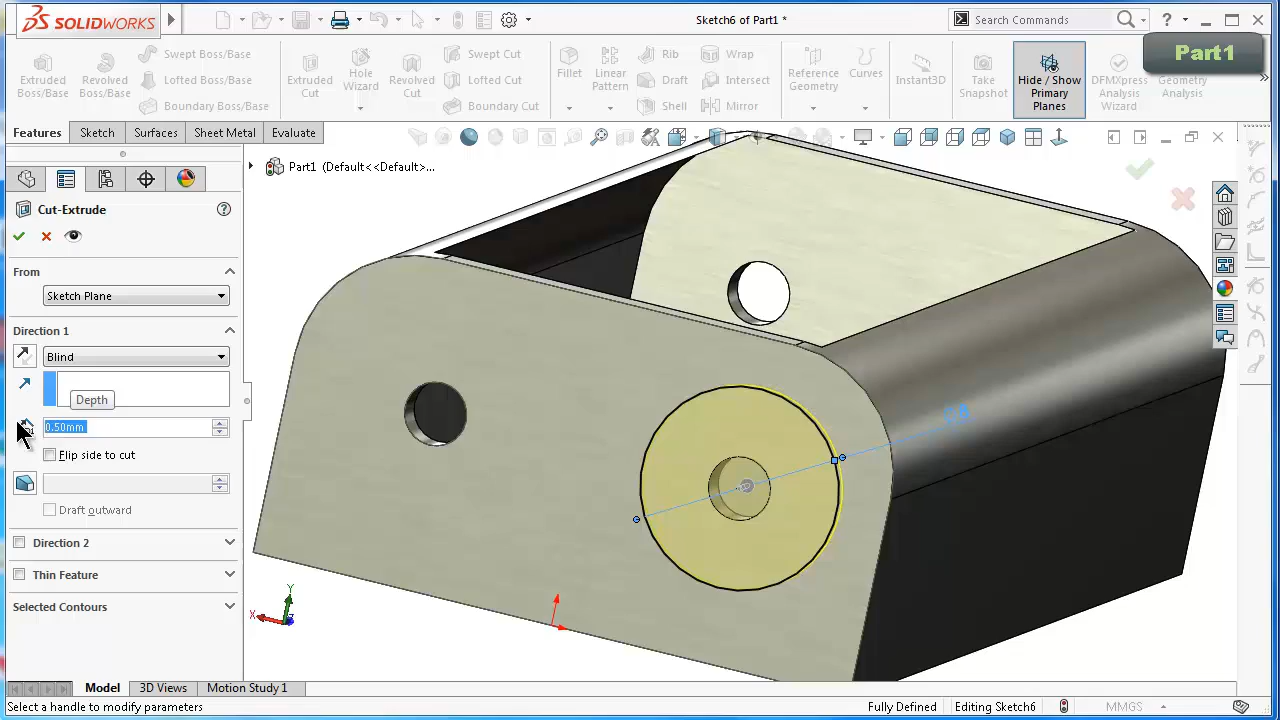 SOLIDWORKS
Sketch6 of Part1 *
Search Commands
Part1
Extruded Boss/Base
Revolved Boss/Base
Swept Boss/Base
Lofted Boss/Base
Boundary Boss/Base
Extruded Cut
Hole Wizard
Revolved Cut
Swept Cut
Lofted Cut
Boundary Cut
Fillet
Linear Pattern
Rib
Draft
Shell
Wrap
Intersect
Mirror
Reference Geometry
Curves
Instant3D
Take Snapshot
Hide / Show Primary Planes
DFMXpress Analysis Wizard
Geometry Analysis
Features
Sketch
Surfaces
Sheet Metal
Evaluate
Part1 (Default<<Default>...
Cut-Extrude
From
Sketch Plane
Direction 1
Blind
Depth
0.50mm
Flip side to cut
Draft outward
Direction 2
Thin Feature
Selected Contours
Y
X
Model
3D Views
Motion Study 1
Select a handle to modify parameters
Fully Defined
Editing Sketch6
MMGS